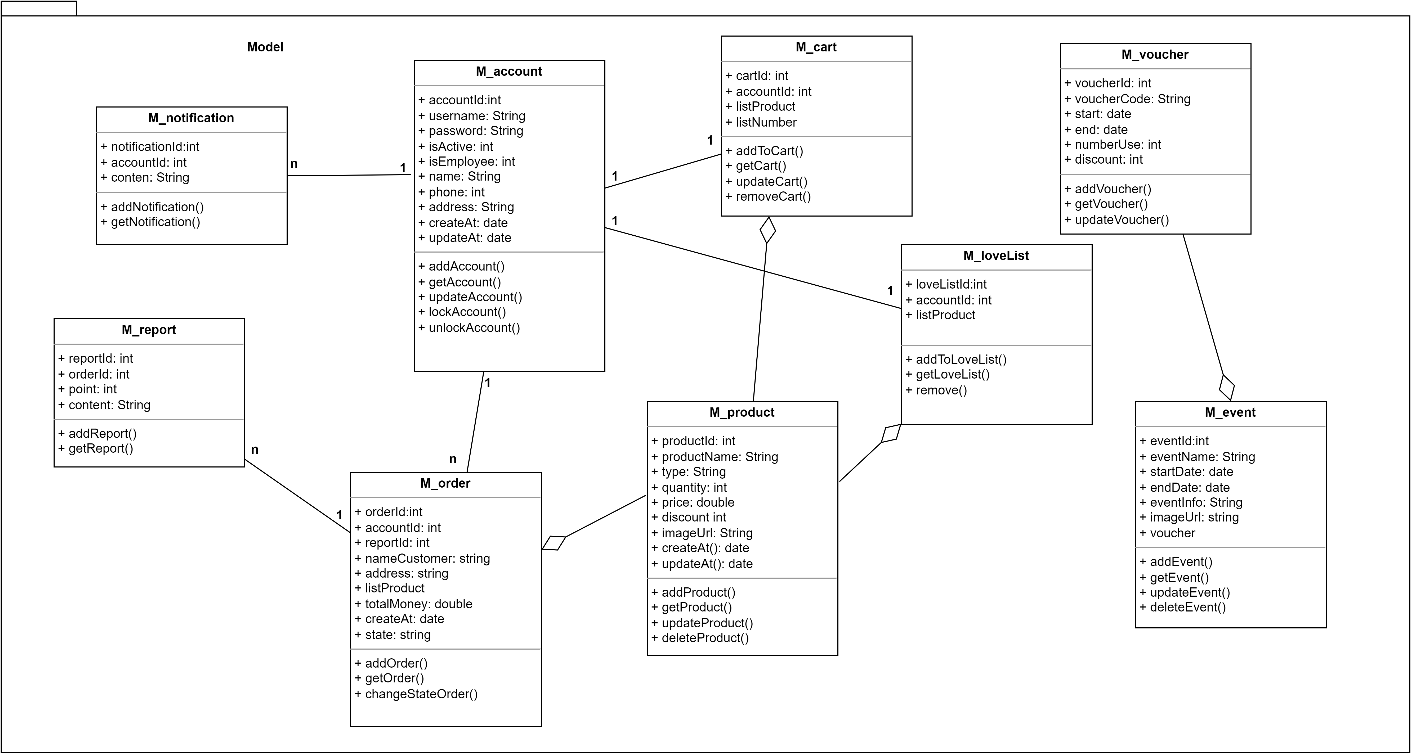 Model
M_notification
+ notificationId:int
+ accountId: int
+ conten: String
+ addNotification()
+ getNotification()
n
1
M_account
+ accountId:int
+ username: String
+ password: String
+ isActive: int
+ isEmployee: int
+ name: String
+ phone: int
+ address: String
+ createAt: date
+ updateAt: date
+ addAccount()
+ getAccount()
+ updateAccount()
+ lockAccount()
+ unlockAccount()
1
1
M_cart
+ cartId: int
+ accountId: int
+ listProduct
+ listNumber
+ addToCart()
+ getCart()
+ updateCart()
+ removeCart()
M_voucher
+ voucherId: int
+ voucherCode: String
+ start: date
+ end: date
+ numberUse: int
+ discount: int
+ addVoucher()
+ getVoucher()
+ updateVoucher()
1
1
M_loveList
+ loveListId:int
+ accountId: int
+ listProduct
+ addToLoveList()
+ getLoveList()
+ remove()
M_report
+ reportId: int
+ orderId: int
+ point: int
+ content: String
+ addReport()
+ getReport()
n
1
1
n
M_order
+ orderId:int
+ accountId: int
+ reportId: int
+ nameCustomer: string
+ address: string
+ listProduct
+ totalMoney: double
+ createAt: date
+ state: string
+ addOrder()
+ getOrder()
+ changeStateOrder()
M_product
+ productId: int
+ productName: String
+ type: String
+ quantity: int
+ price: double
+ discount int
+ imageUrl: String
+ createAt(): date
+ updateAt(): date
+ addProduct()
+ getProduct()
+ updateProduct()
+ deleteProduct()
M_event
+ eventId:int
+ eventName: String
+ startDate: date
+ endDate: date
+ eventInfo: String
+ imageUrl: string
+ voucher
+ addEvent()
+ getEvent()
+ updateEvent()
+ deleteEvent()